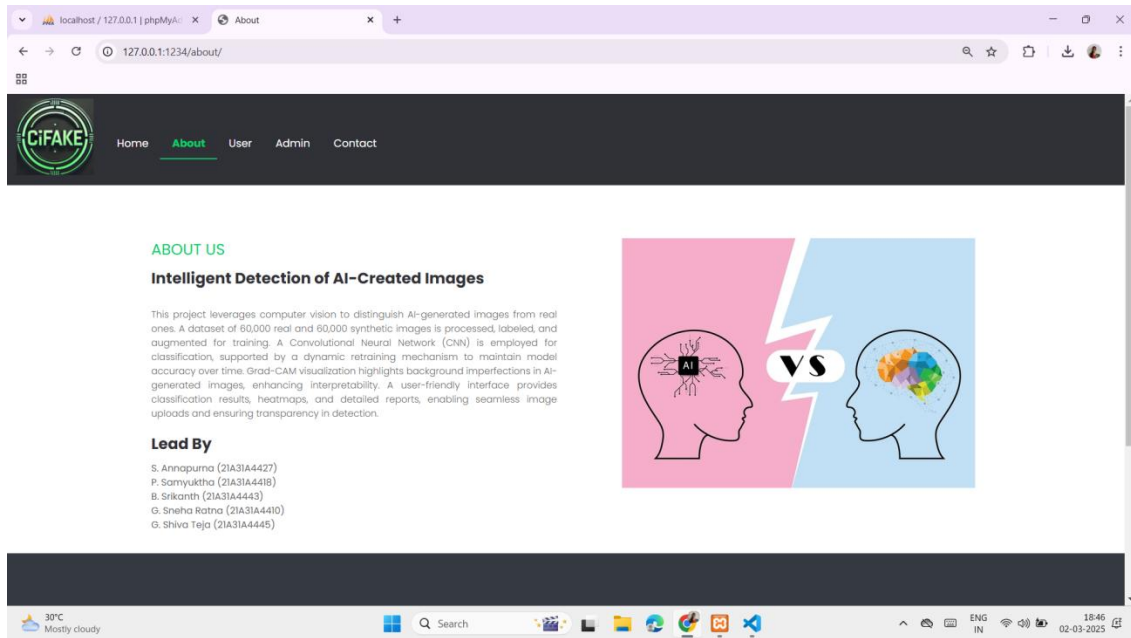 localhost / 127.0.0.1 | phpMyAd
About
127.0.0.1:1234/about/
CiFAKE
Home About User Admin Contact
ABOUT US
Intelligent Detection of AI-Created Images
This project leverages computer vision to distinguish AI-generated images from real
ones. A dataset of 60,000 real and 60,000 synthetic images is processed, labeled, and
augmented for training. A Convolutional Neural Network (CNN) is employed for
classification, supported by a dynamic retraining mechanism to maintain model
accuracy over time. Grad-CAM visualization highlights background imperfections in AI-
generated images, enhancing interpretability. A user-friendly interface provides
classification results, heatmaps, and detailed reports, enabling seamless image
uploads and ensuring transparency in detection.
Lead By
S. Annapurna (21A31A4427)
P. Samyuktha (21A31A4418)
B. Srikanth (21A31A4443)
G. Sneha Ratna (21A31A4410)
G. Shiva Teja (21A31A4445)
AI
VS
30°C
Mostly cloudy
Search
ENG
IN
18:46
02-03-2025